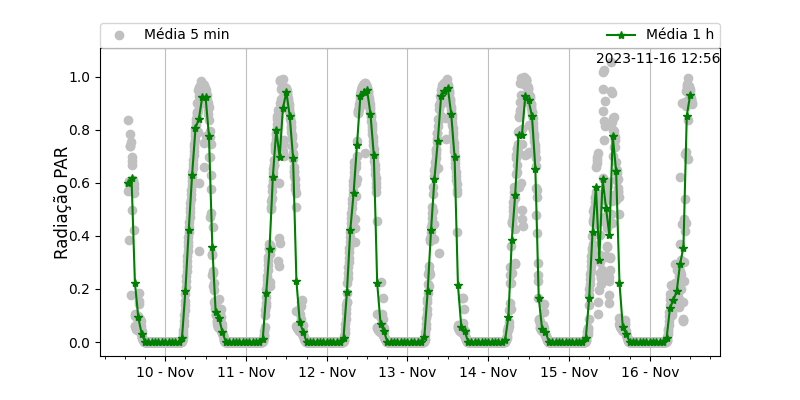 Média 5 min
Média 1 h
2023-11-16 12:56
Radiação PAR
1.0
0.8
0.6
0.4
0.2
0.0
10 - Nov
11 - Nov
12 - Nov
13 - Nov
14 - Nov
15 - Nov
16 - Nov